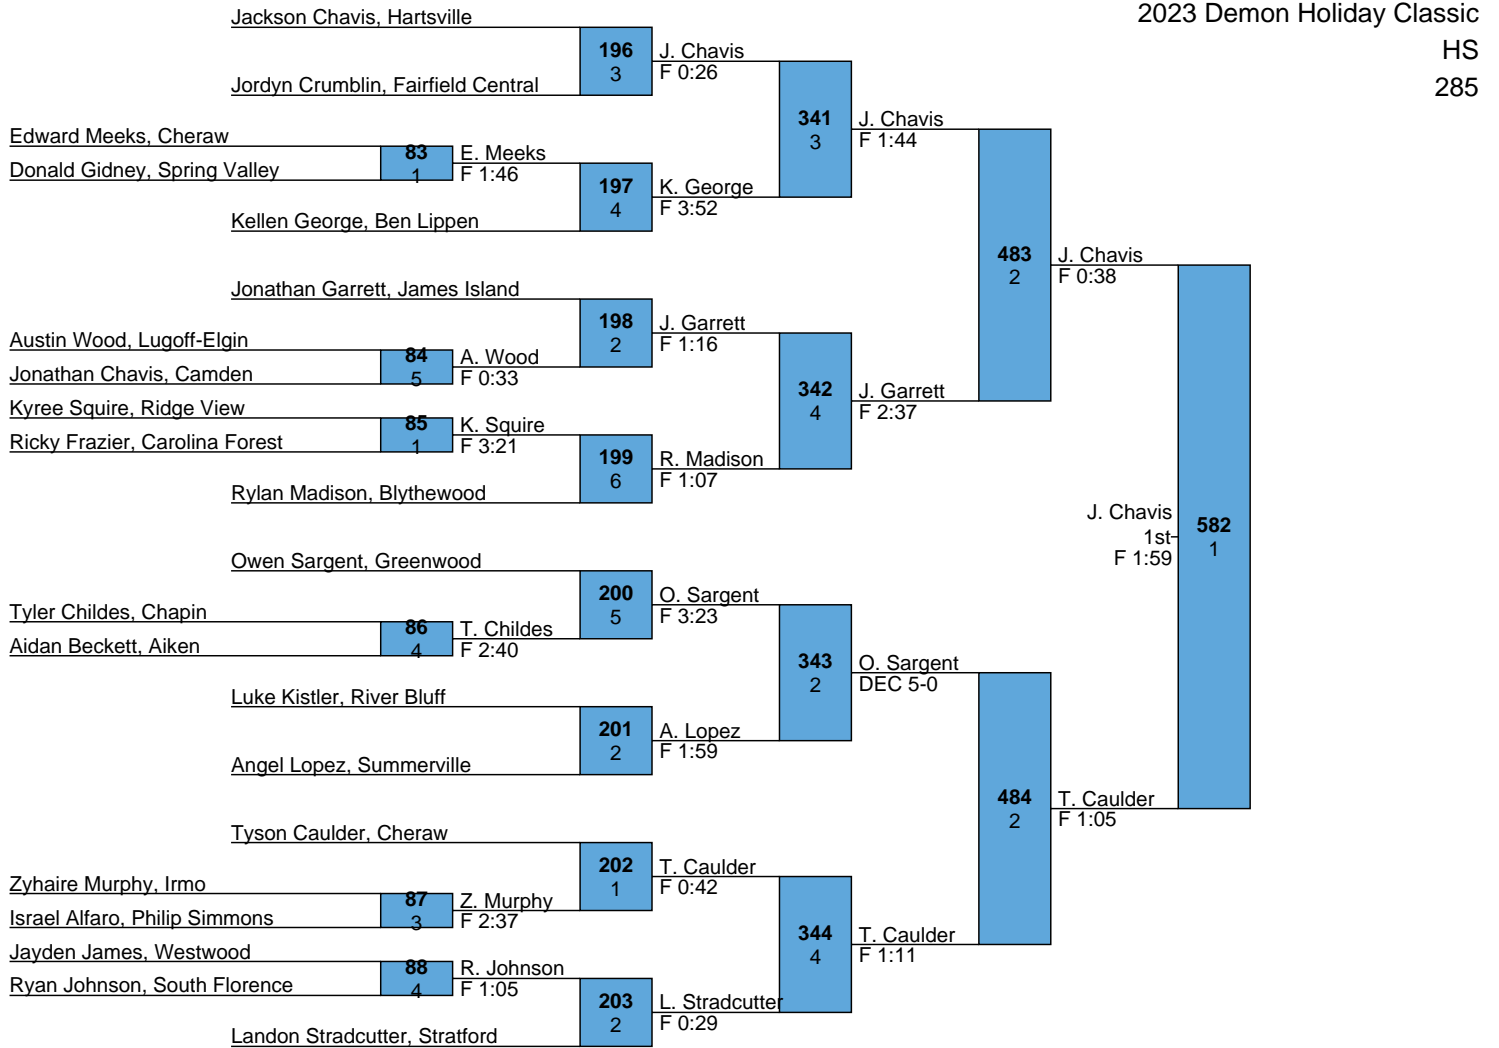 2023 Demon Holiday Classic
HS
285
Jackson Chavis, Hartsville
Jordyn Crumblin, Fairfield Central
196
3
J. Chavis
F 0:26
Edward Meeks, Cheraw
Donald Gidney, Spring Valley
83
1
E. Meeks
F 1:46
Kellen George, Ben Lippen
197
4
K. George
F 3:52
341
3
J. Chavis
F 1:44
Jonathan Garrett, James Island
Austin Wood, Lugoff-Elgin
Jonathan Chavis, Camden
84
5
A. Wood
F 0:33
198
2
J. Garrett
F 1:16
Kyree Squire, Ridge View
Ricky Frazier, Carolina Forest
85
1
K. Squire
F 3:21
Rylan Madison, Blythewood
199
6
R. Madison
F 1:07
342
4
J. Garrett
F 2:37
483
2
J. Chavis
F 0:38
Owen Sargent, Greenwood
Tyler Childes, Chapin
Aidan Beckett, Aiken
86
4
T. Childes
F 2:40
200
5
O. Sargent
F 3:23
Luke Kistler, River Bluff
Angel Lopez, Summerville
201
2
A. Lopez
F 1:59
343
2
O. Sargent
DEC 5-0
Tyson Caulder, Cheraw
Zyhaire Murphy, Irmo
Israel Alfaro, Philip Simmons
87
3
Z. Murphy
F 2:37
202
1
T. Caulder
F 0:42
Jayden James, Westwood
Ryan Johnson, South Florence
88
4
R. Johnson
F 1:05
Landon Stradcutter, Stratford
203
2
L. Stradcutter
F 0:29
344
4
T. Caulder
F 1:11
484
2
T. Caulder
F 1:05
J. Chavis
1st
F 1:59
582
1